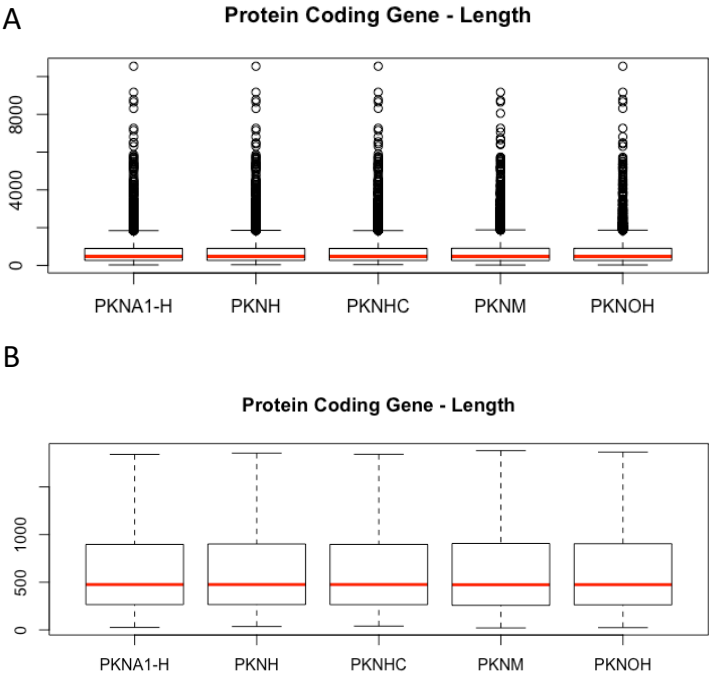 A
Protein Coding Gene - Length
8000
4000
0
PKNA1-H PKNH PKNHC PKNM PKNOH
B
Protein Coding Gene - Length
1000
500
0
PKNA1-H PKNH PKNHC PKNM PKNOH